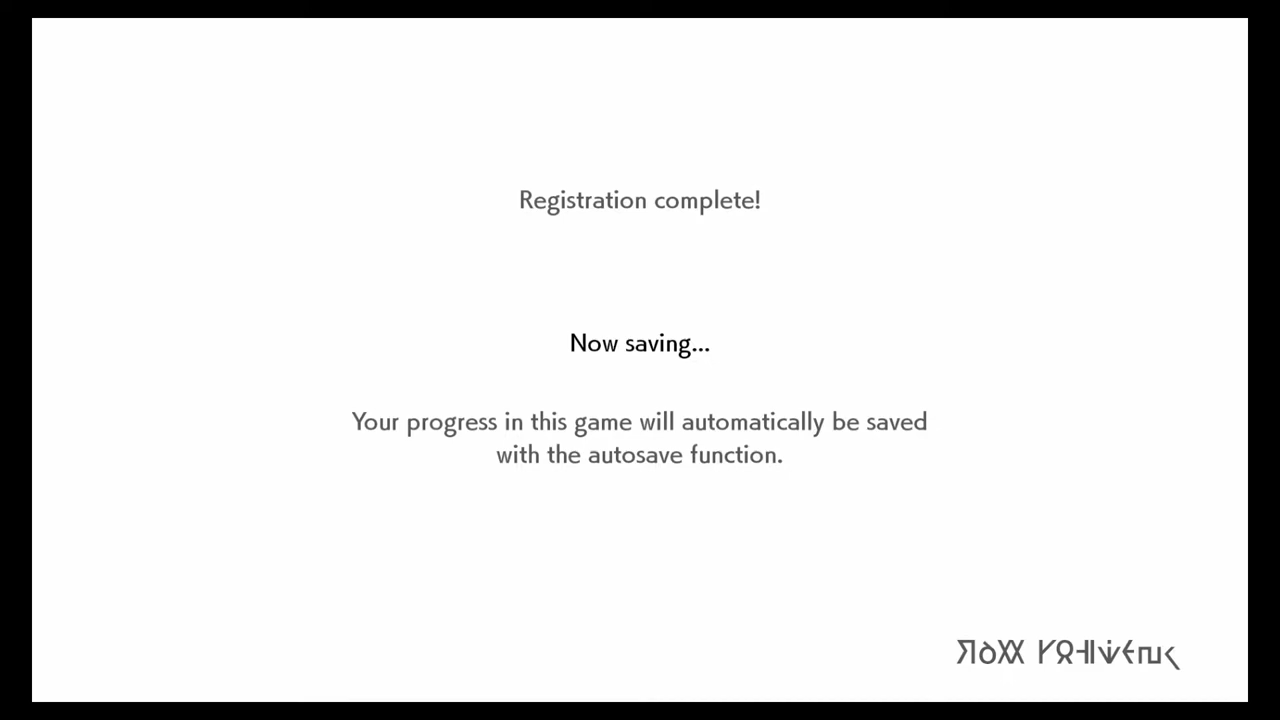 Registration complete!
Now saving...
Your progress in this game will automatically be saved
with the autosave function.